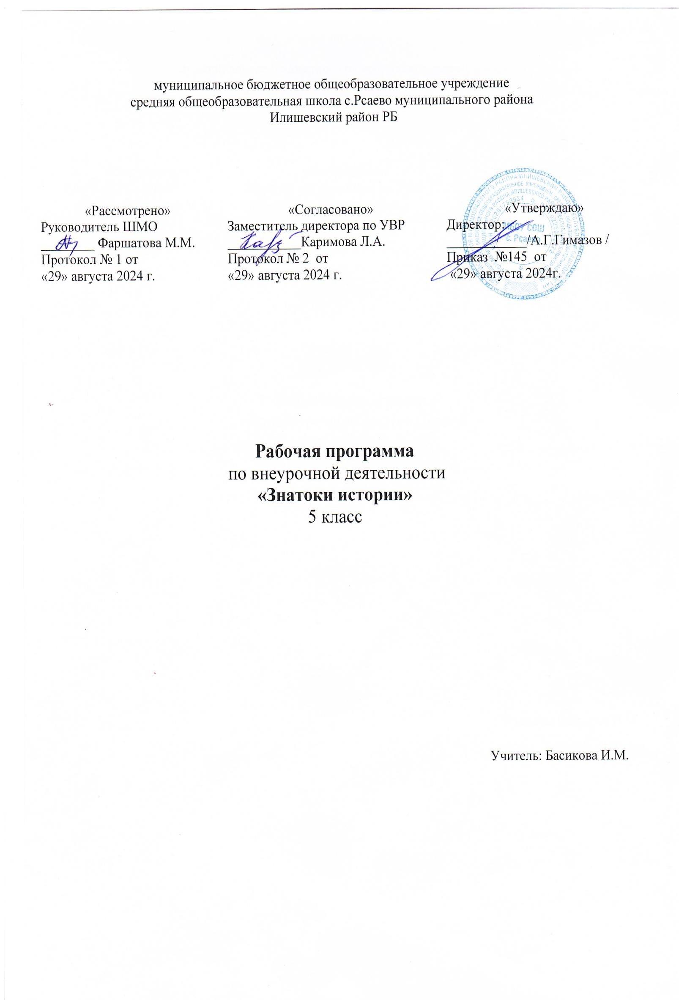 муниципальное бюджетное общеобразовательное учреждение
средняя общеобразовательная школа с.Рсаево муниципального района
Илишевский район РБ
«Рассмотрено»
Руководитель ШМО
________ Фаршатова М.М.
Протокол № 1 от
«29» августа 2024 г.
«Согласовано»
Заместитель директора по УВР
___________Каримова Л.А.
Протокол № 2 от
«29» августа 2024 г.
«Утверждаю»
Директор:
____________/А.Г.Гимазов /
Приказ №145 от
«29» августа 2024г.
МБОУ СОШ
с. Рсаево
Рабочая программа
по внеурочной деятельности
«Знатоки истории»
5 класс
Учитель: Басикова И.М.